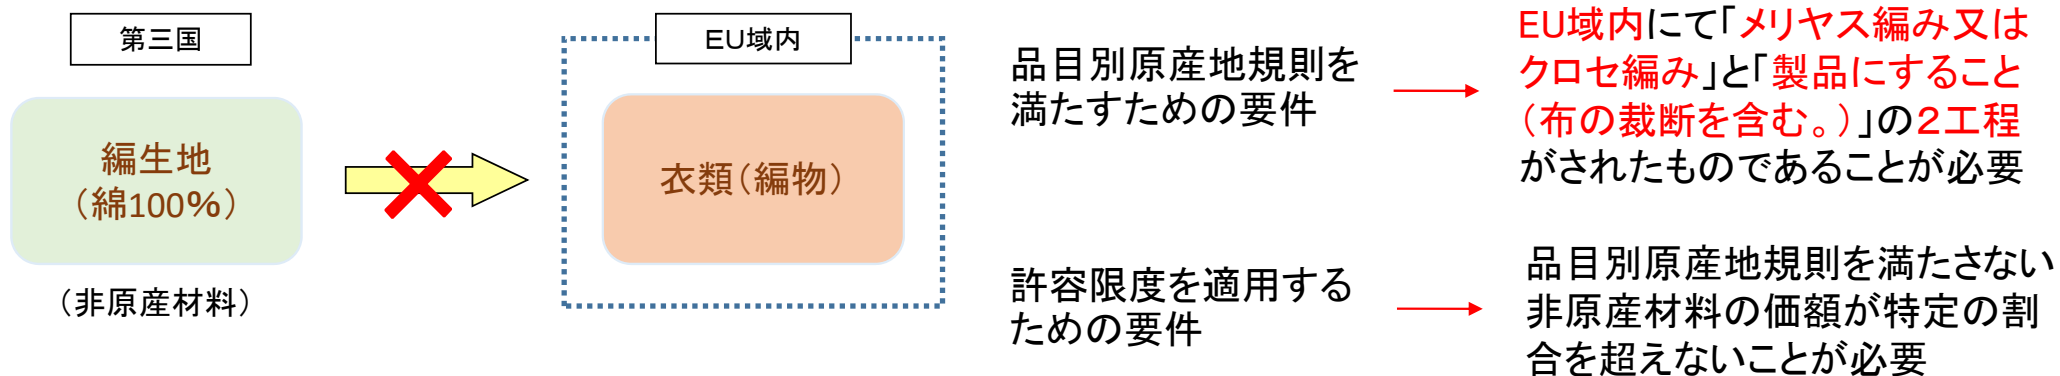 第三国
編生地
（綿100％）
（非原産材料）
EU域内
衣類（編物）
品目別原産地規則を
満たすための要件
EU域内にて「メリヤス編み又は
クロセ編み」と「製品にすること
（布の裁断を含む。）」の２工程
がされたものであることが必要
許容限度を適用する
ための要件
品目別原産地規則を満たさない
非原産材料の価額が特定の割
合を超えないことが必要